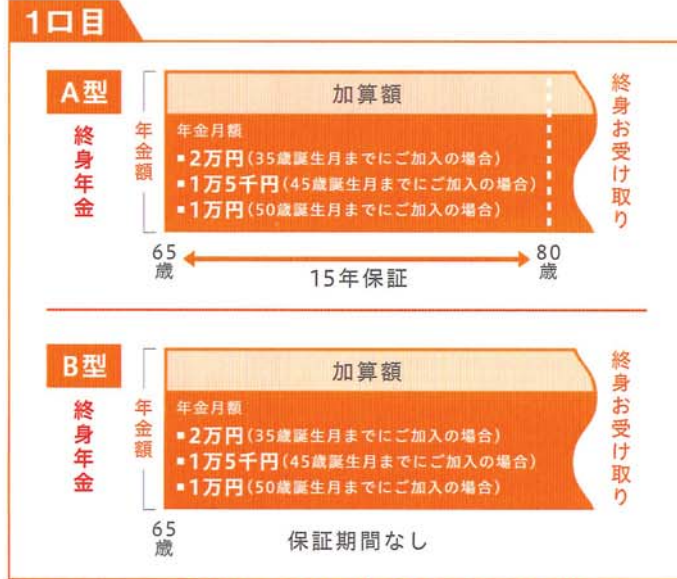 1口目
A型
終身年金
年金額
加算額
年金月額
▪2万円(35歳誕生月までにご加入の場合)
▪1万5千円(45歳誕生月までにご加入の場合)
▪1万円(50歳誕生月までにご加入の場合)
終身お受け取り
65歳
80歳
15年保証
B型
終身年金
年金額
加算額
年金月額
▪2万円(35歳誕生月までにご加入の場合)
▪1万5千円(45歳誕生月までにご加入の場合)
▪1万円(50歳誕生月までにご加入の場合)
終身お受け取り
65歳
保証期間なし